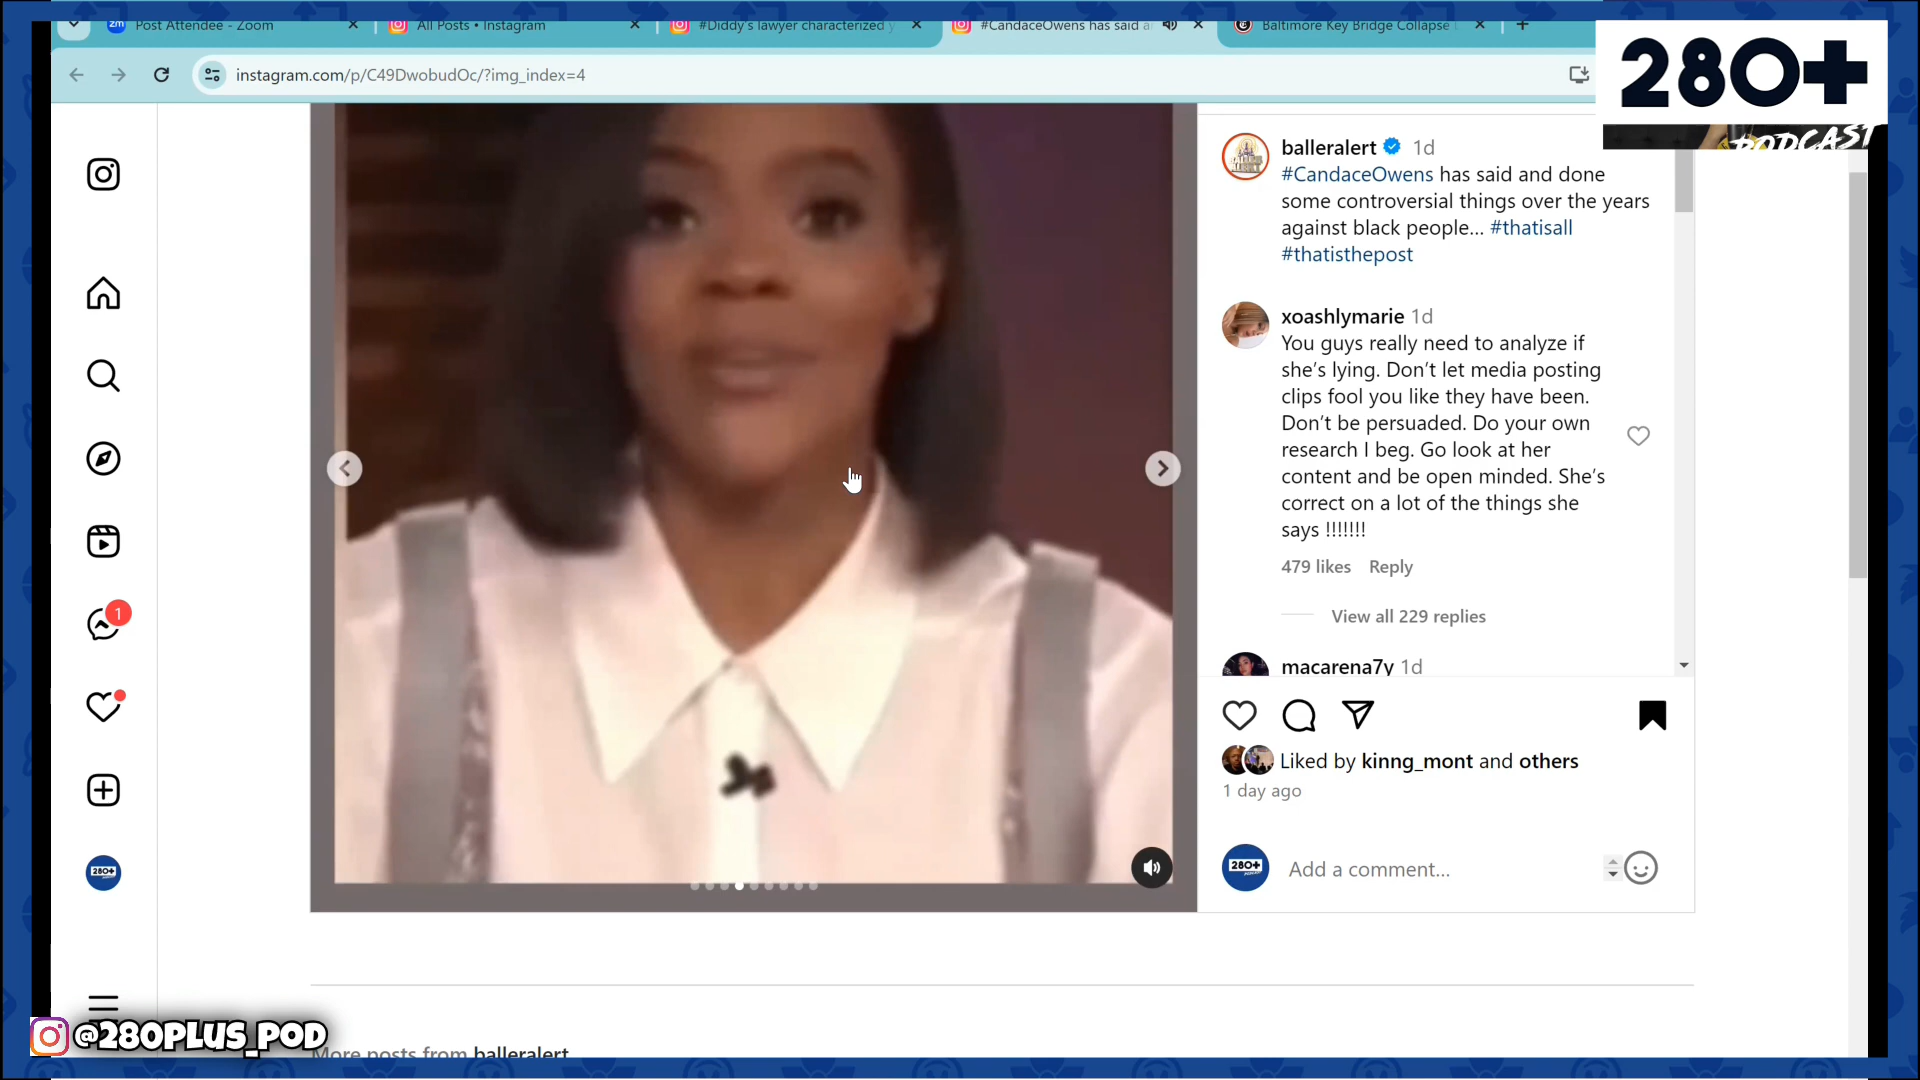 Post Attendee - Zoom
All Posts • Instagram
#Diddy's lawyer characterized
#CandaceOwens has said a
Baltimore Key Bridge Collapse
instagram.com/p/C49DwobudOc/?img_index=4
280+
PODCAST
balleralert 1d
#CandaceOwens has said and done
some controversial things over the years
against black people... #thatisall
#thatisthepost
xoashlymarie 1d
You guys really need to analyze if
she's lying. Don't let media posting
clips fool you like they have been.
Don't be persuaded. Do your own
research I beg. Go look at her
content and be open minded. She's
correct on a lot of the things she
says !!!!!!!
479 likes Reply
View all 229 replies
macarena7y 1d
1
Liked by kinng_mont and others
1 day ago
280+
280+
Add a comment...
@280PLUS_POD
More posts from balleralert